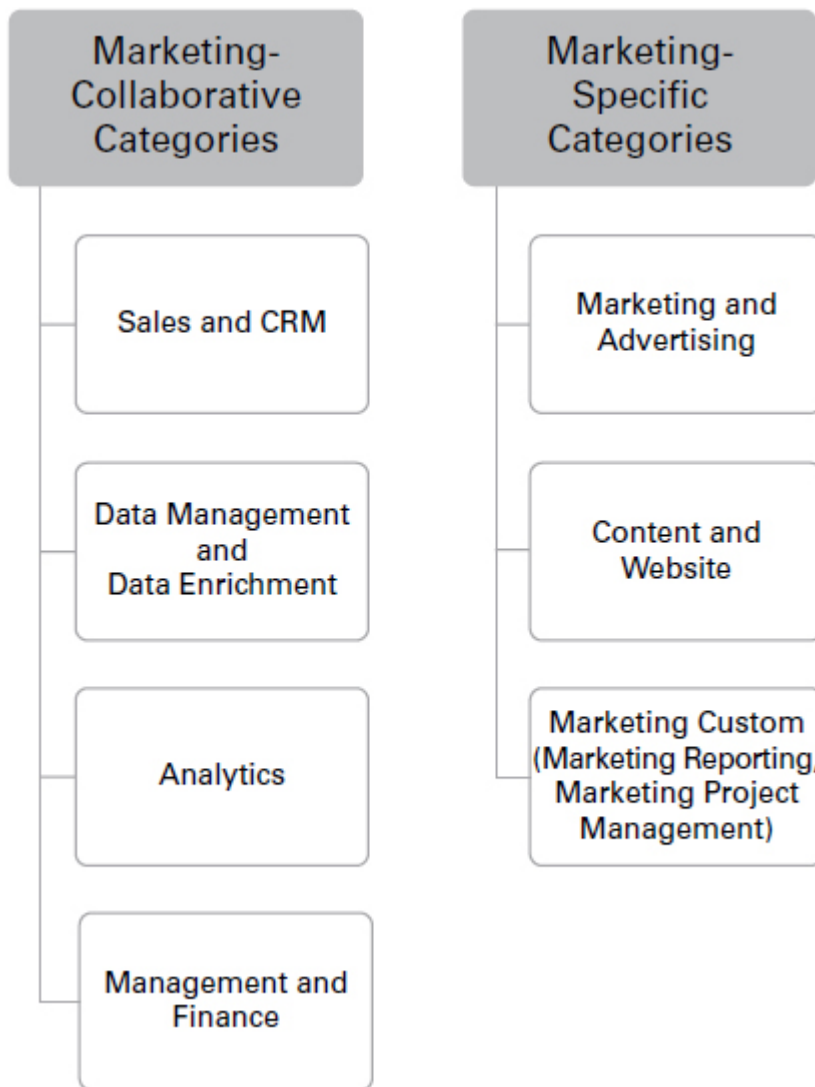 Marketing-
Collaborative
Categories
Sales and CRM
Data Management
and
Data Enrichment
Analytics
Management and
Finance
Marketing-
Specific
Categories
Marketing and
Advertising
Content and
Website
Marketing Custom
(Marketing Reporting,
Marketing Project
Management)